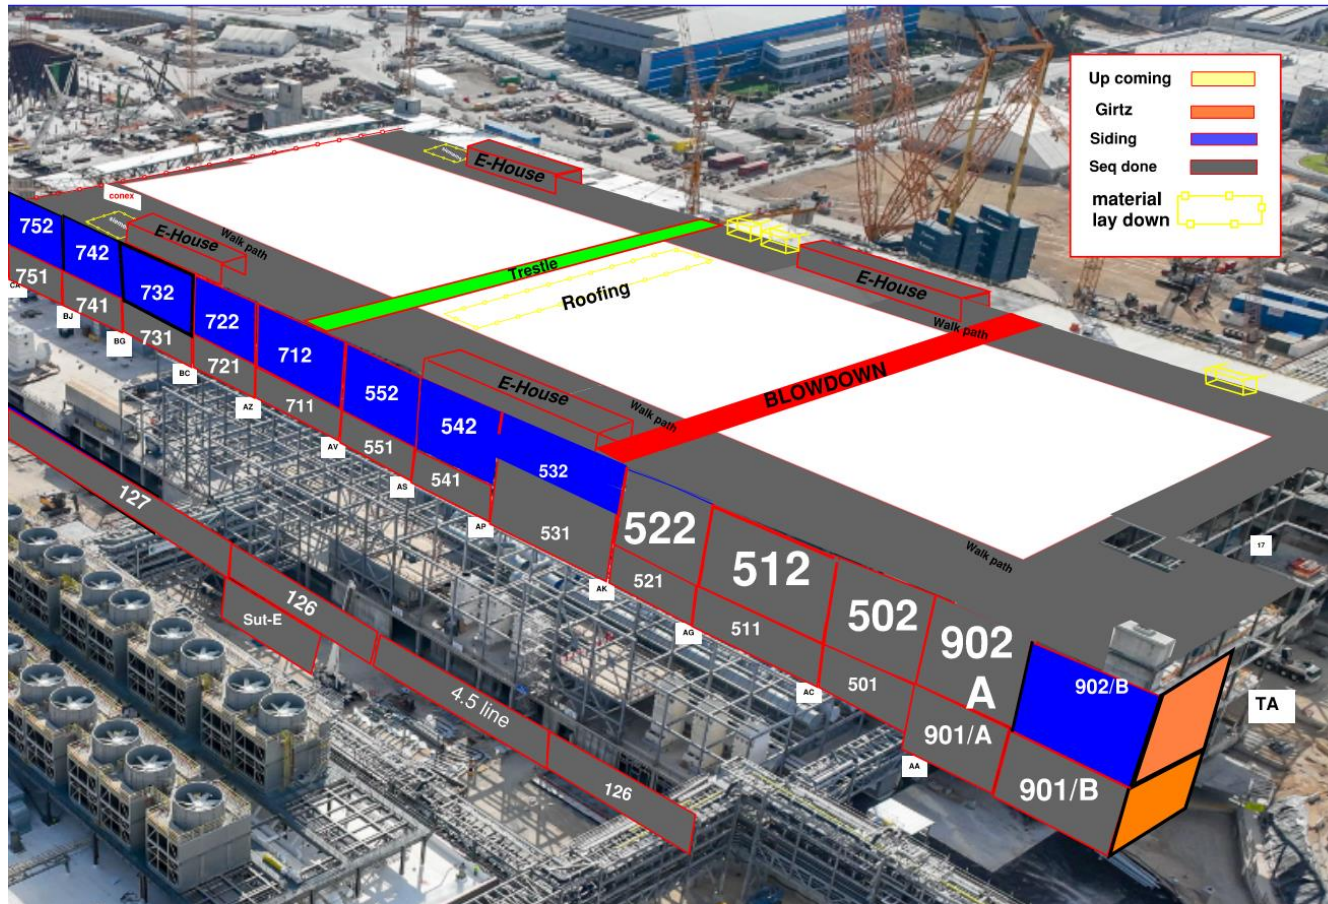 Up coming
Girtz
Siding
Seq done
material
lay down
E-House
conex
E-House
Walk path
Trestle
Roofing
E-House
Walk path
BLOWDOWN
E-House
Walk path
Walk path
752
742
732
722
712
552
542
532
522
512
502
902
A
902/B
751
741
731
721
711
551
541
531
521
511
501
901/A
901/B
CA
BJ
BG
BC
AZ
AV
AS
AP
AK
AG
AC
AA
17
TA
127
126
Sut-E
4.5 line
126